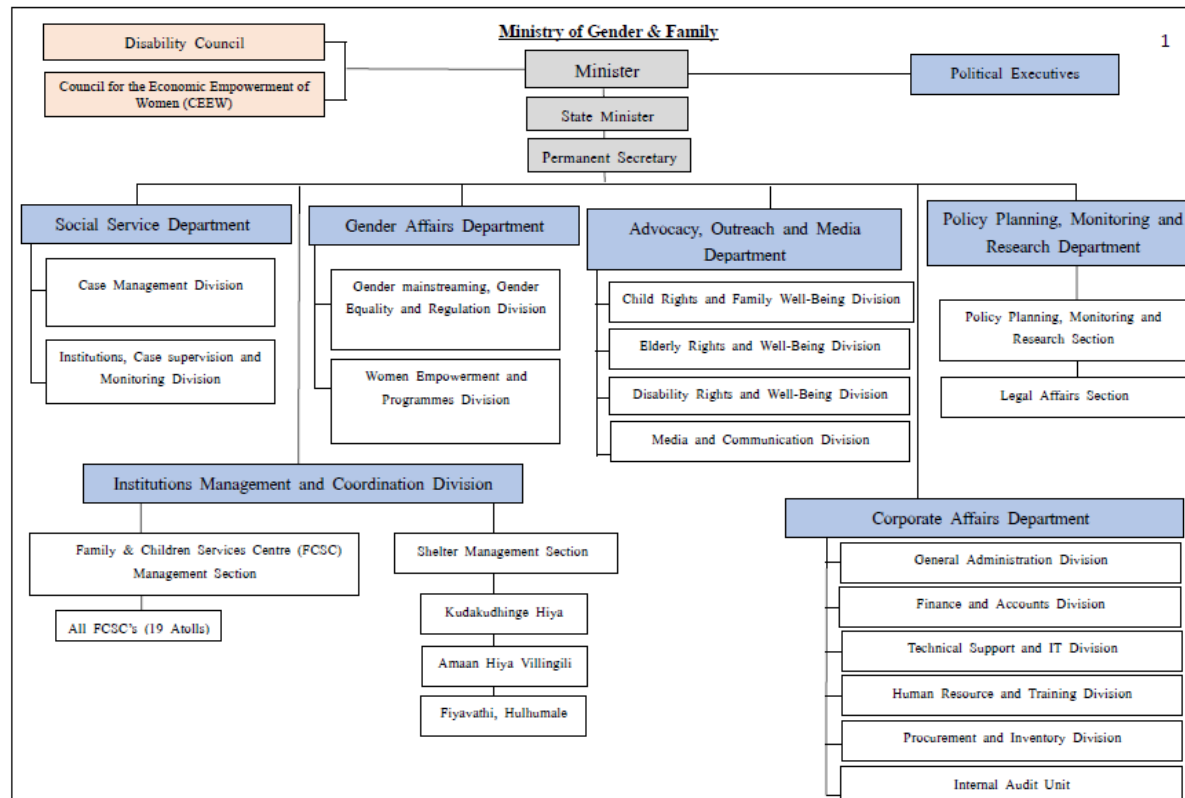 Ministry of Gender & Family
1
Disability Council
Council for the Economic Empowerment of
Women (CEEW)
Minister
Political Executives
State Minister
Permanent Secretary
Social Service Department
Case Management Division
Institutions, Case supervision and
Monitoring Division
Gender Affairs Department
Gender mainstreaming, Gender
Equality and Regulation Division
Women Empowerment and
Programmes Division
Advocacy, Outreach and Media
Department
Child Rights and Family Well-Being Division
Elderly Rights and Well-Being Division
Disability Rights and Well-Being Division
Media and Communication Division
Policy Planning, Monitoring and
Research Department
Policy Planning, Monitoring and
Research Section
Legal Affairs Section
Institutions Management and Coordination Division
Family & Children Services Centre (FCSC)
Management Section
All FCSC's (19 Atolls)
Shelter Management Section
Kudakudhinge Hiya
Amaan Hiya Villingili
Fiyavathi, Hulhumale
Corporate Affairs Department
General Administration Division
Finance and Accounts Division
Technical Support and IT Division
Human Resource and Training Division
Procurement and Inventory Division
Internal Audit Unit